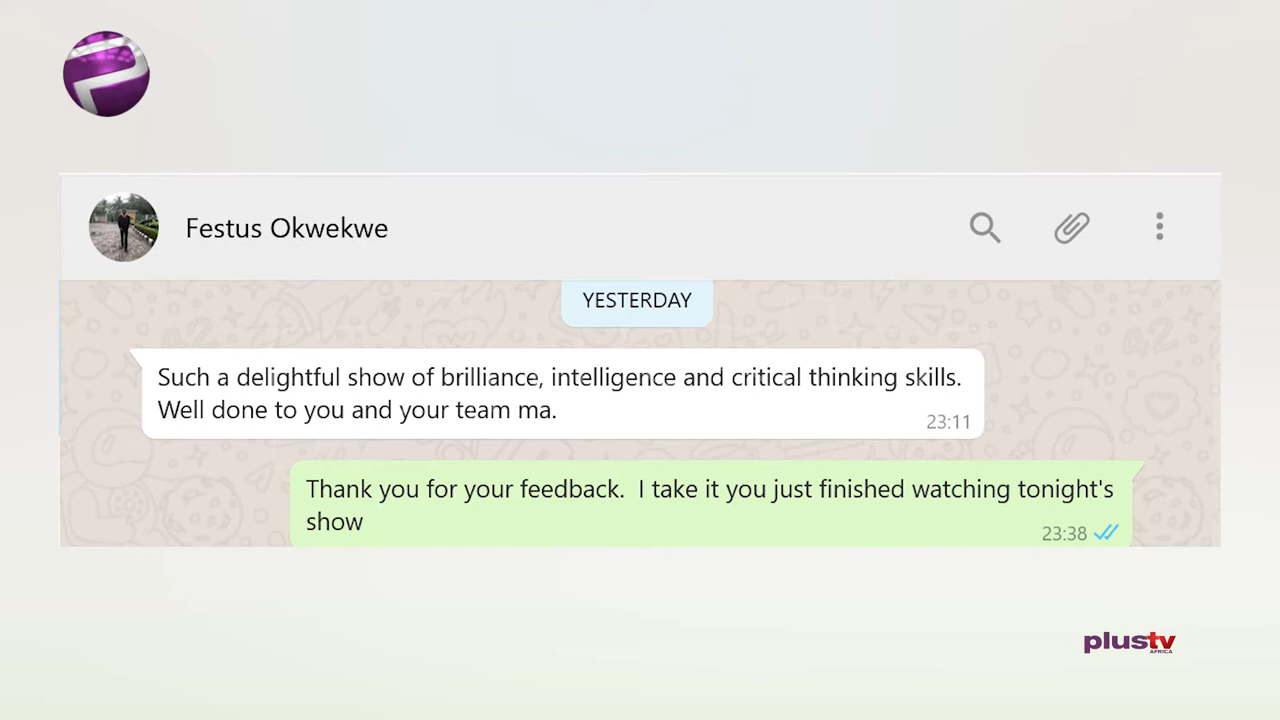 Festus Okwekwe
YESTERDAY
Such a delightful show of brilliance, intelligence and critical thinking skills.
Well done to you and your team ma.
23:11
Thank you for your feedback.  I take it you just finished watching tonight's
show
23:38
plustv
AFRICA